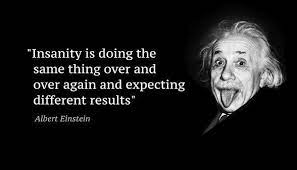 "Insanity is doing the
same thing over and
over again and expecting
different results"
Albert Einstein